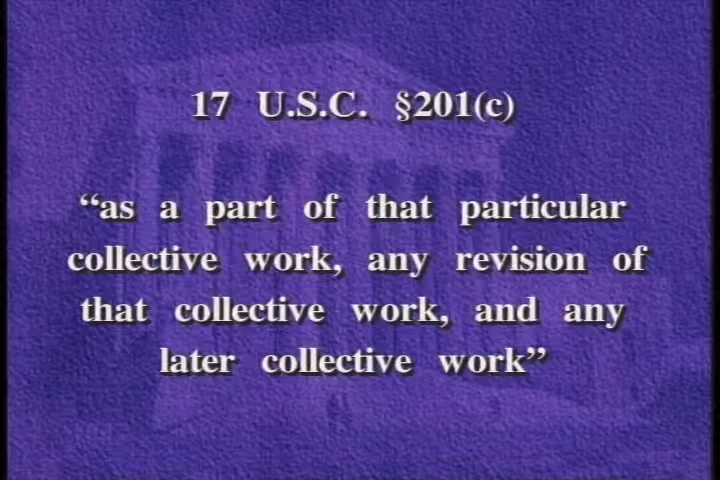 17 U.S.C. §201(c)
“as a part of that particular
collective work, any revision of
that collective work, and any
later collective work”